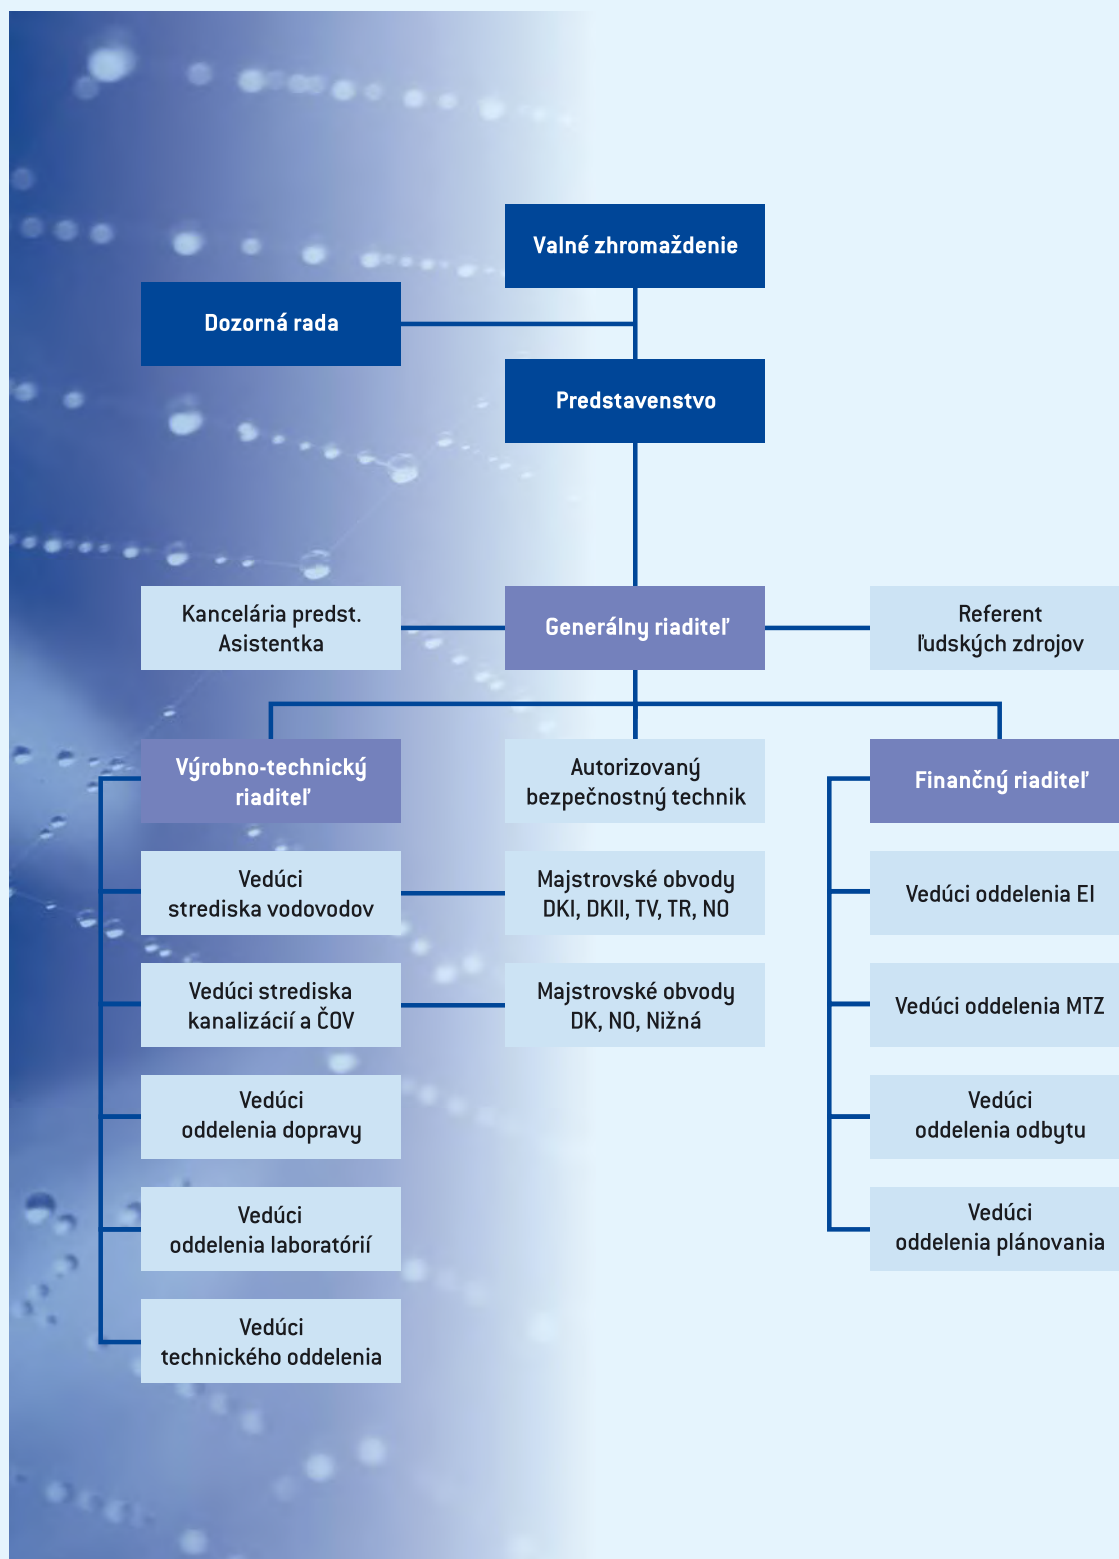 Valné zhromaždenie
Dozorná rada
Predstavenstvo
Kancelária predst.
Asistentka
Generálny riaditeľ
Referent
ľudských zdrojov
Výrobno-technický
riaditeľ
Autorizovaný
bezpečnostný technik
Finančný riaditeľ
Vedúci
strediska vodovodov
Majstrovské obvody
DKI, DKII, TV, TR, NO
Vedúci oddelenia EI
Vedúci strediska
kanalizácií a ČOV
Majstrovské obvody
DK, NO, Nižná
Vedúci oddelenia MTZ
Vedúci
oddelenia dopravy
Vedúci
oddelenia odbytu
Vedúci
oddelenia laboratórií
Vedúci
oddelenia plánovania
Vedúci
technického oddelenia